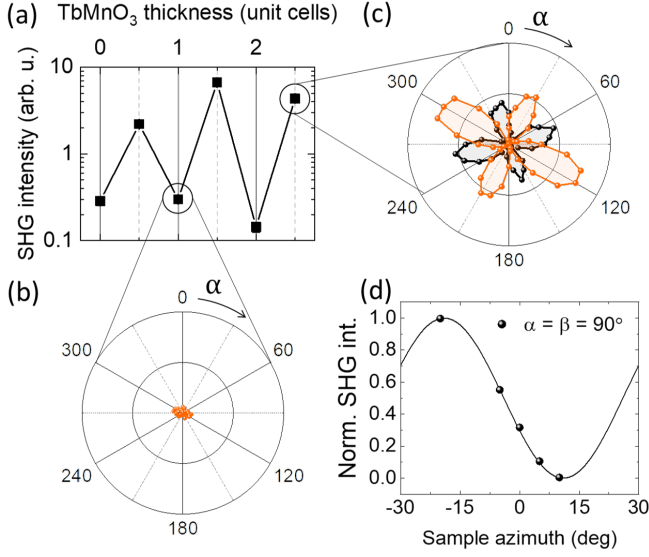 (a)
TbMnO3 thickness (unit cells)
0 1 2
10
1
0.1
SHG intensity (arb. u.)
(c)
α
0
60
120
180
240
300
(b)
α
0
60
120
180
240
300
(d)
α = β = 90°
1.0
0.8
0.6
0.4
0.2
0.0
Norm. SHG int.
-30 -15 0 15 30
Sample azimuth (deg)